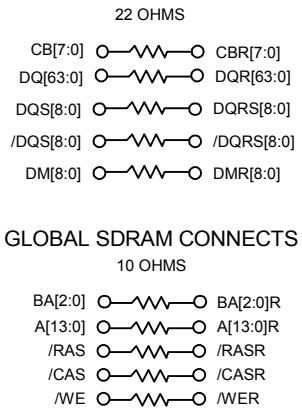 22 OHMS
CB[7:0] CBR[7:0]
DQ[63:0] DQR[63:0]
DQS[8:0] DQRS[8:0]
/DQS[8:0] /DQRS[8:0]
DM[8:0] DMR[8:0]
GLOBAL SDRAM CONNECTS
10 OHMS
BA[2:0] BA[2:0]R
A[13:0] A[13:0]R
/RAS /RASR
/CAS /CASR
/WE /WER